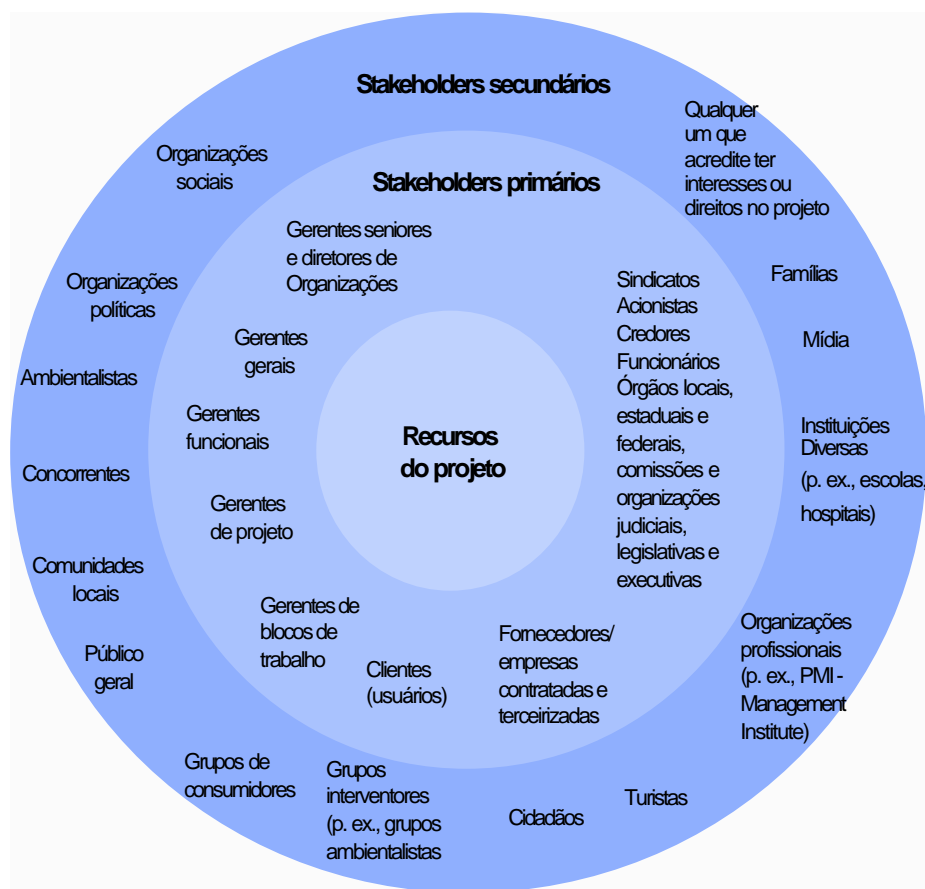 Stakeholders secundários
Qualquer
um que
acredite ter
interesses ou
direitos no projeto
Organizações
sociais
Stakeholders primários
Gerentes seniores
e diretores de
Organizações
Organizações
políticas
Sindicatos
Acionistas
Credores
Funcionários
Órgãos locais,
estaduais e
federais,
comissões e
organizações
judiciais,
legislativas e
executivas
Famílias
Mídia
Gerentes
gerais
Ambientalistas
Gerentes
funcionais
Recursos
do projeto
Instituições
Diversas
(p. ex., escolas,
hospitais)
Concorrentes
Gerentes
de projeto
Comunidades
locais
Gerentes de
blocos de
trabalho
Clientes
(usuários)
Fornecedores/
empresas
contratadas e
terceirizadas
Organizações
profissionais
(p. ex., PMI -
Management
Institute)
Público
geral
Grupos de
consumidores
Grupos
interventores
(p. ex., grupos
ambientalistas
Cidadãos
Turistas